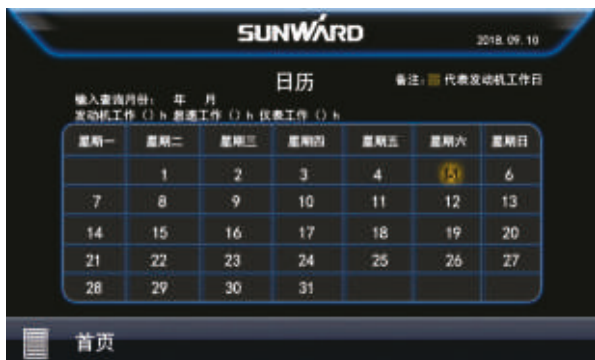 SUNWARD
2018.09.10
日历
备注: 代表发动机工作日
输入查询月份: 年 月
发动机工作 () h 怠速工作 () h 仪表工作 () h
星期一 星期二 星期三 星期四 星期五 星期六 星期日
1 2 3 4 6
7 8 9 10 11 12 13
14 15 16 17 18 19 20
21 22 23 24 25 26 27
28 29 30 31
首页